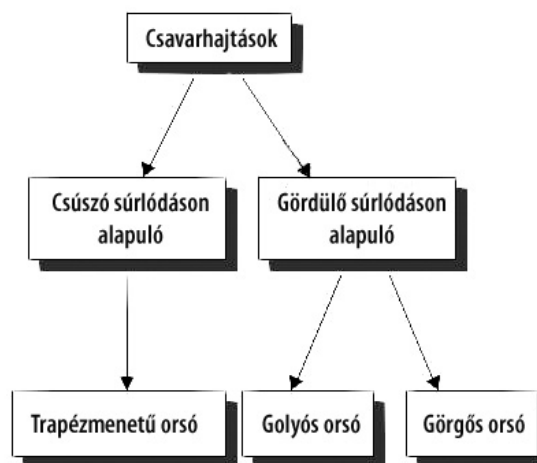 Csavarhajtások
Csúszó súrlódáson
alapuló
Gördülő súrlódáson
alapuló
Trapézmenetű orsó
Golyós orsó
Görgős orsó